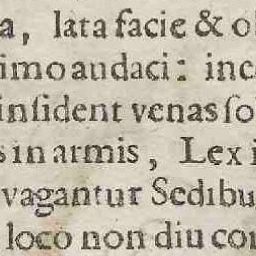 a, lata facie & o
imo audaci: inc
insident venas so
s in armis, Lex i
vagantur Sedibu
loco non diu co